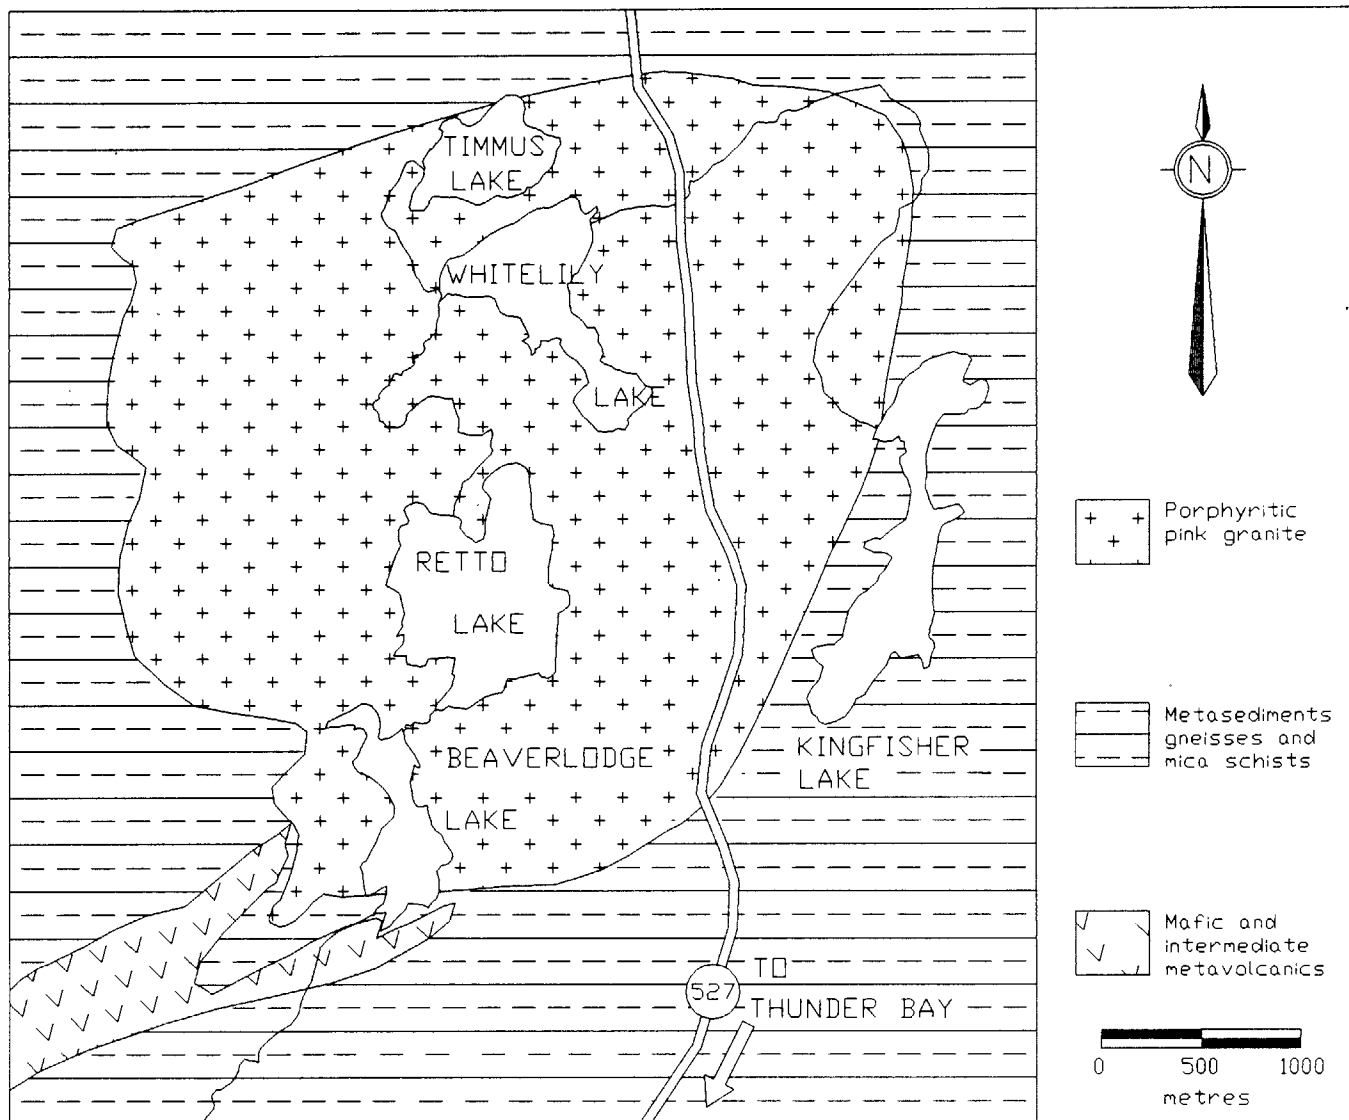 TIMMUS
LAKE
WHITELILY
LAKE
RETTO
LAKE
BEAVERLODGE
LAKE
KINGFISHER
LAKE
527
TO
THUNDER BAY
N
Porphyritic
pink granite
Metasediments
gneisses and
mica schists
Mafic and
intermediate
metavolcanics
0 500 1000
metres